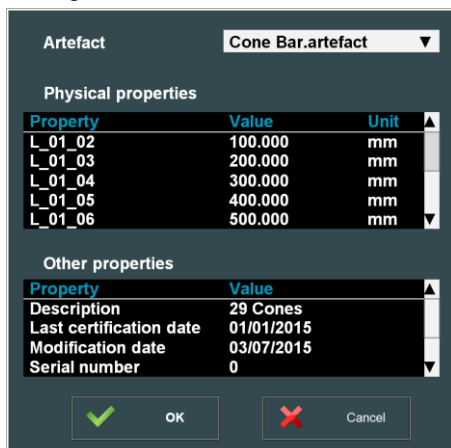 Artefact Cone Bar.artefact ▼
Physical properties
Property Value Unit ▲
L_01_02 100.000 mm
L_01_03 200.000 mm
L_01_04 300.000 mm
L_01_05 400.000 mm
L_01_06 500.000 mm ▼
Other properties
Property Value ▲
Description 29 Cones
Last certification date 01/01/2015
Modification date 03/07/2015
Serial number 0 ▼
OK Cancel